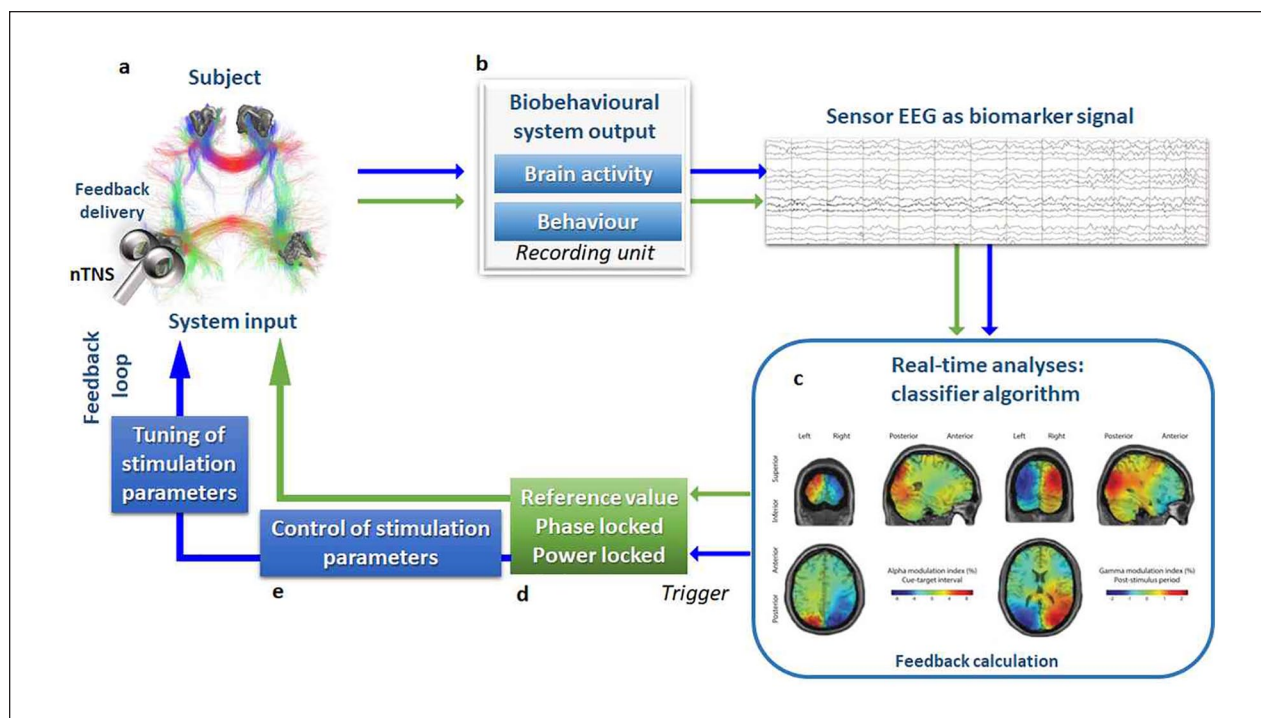 a
Subject
Feedback
delivery
nTNS
System input
Feedback
loop
b
Biobehavioural
system output
Brain activity
Behaviour
Recording unit
Sensor EEG as biomarker signal
c
Real-time analyses:
classifier algorithm
Left Right Posterior Anterior Left Right Posterior Anterior
Superior
Inferior
Anterior
Posterior
Alpha modulation index (%)
Cue-target interval
Gamma modulation index (%)
Post-stimulus period
Feedback calculation
Reference value
Phase locked
Power locked
d
Trigger
Control of stimulation
parameters
e
Tuning of
stimulation
parameters